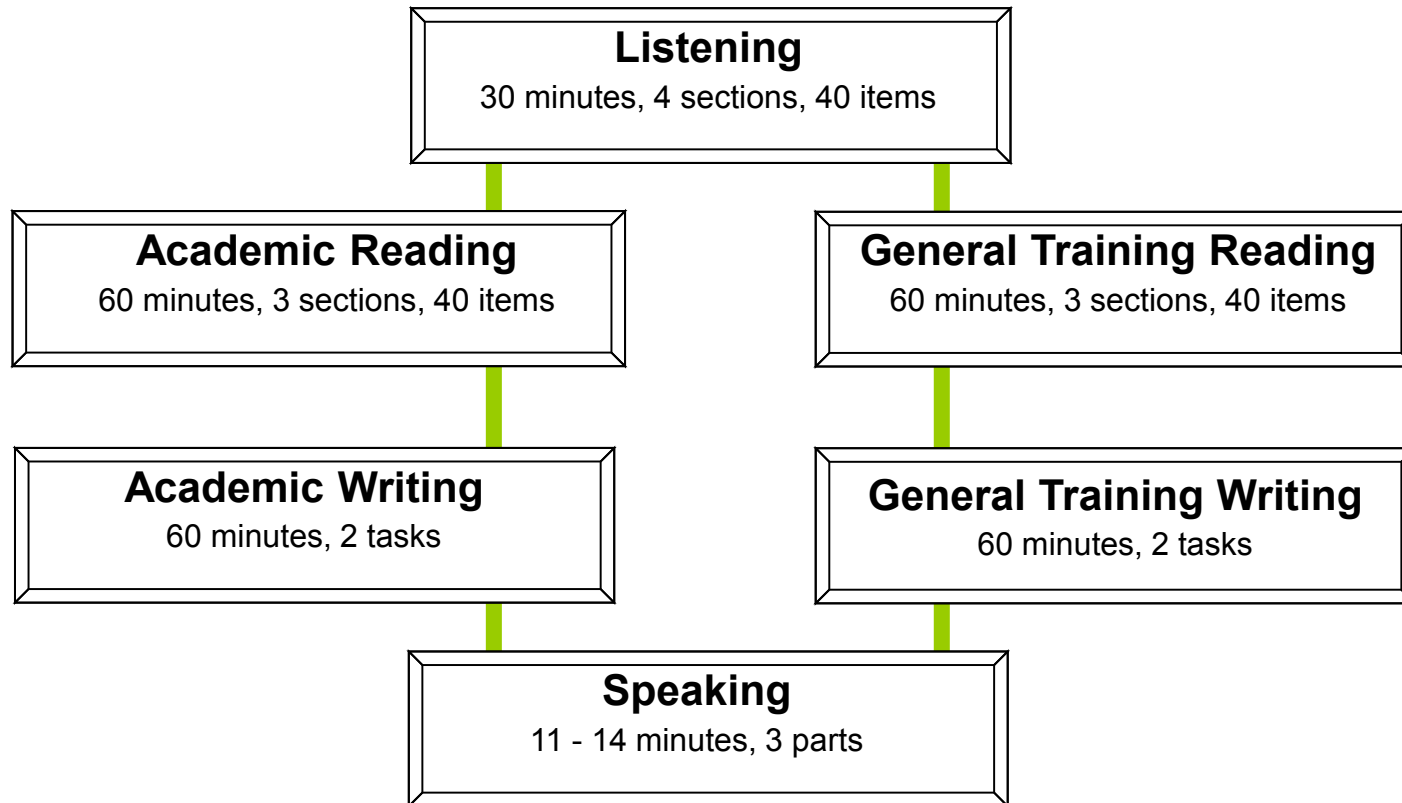 Listening
30 minutes, 4 sections, 40 items
Academic Reading
60 minutes, 3 sections, 40 items
General Training Reading
60 minutes, 3 sections, 40 items
Academic Writing
60 minutes, 2 tasks
General Training Writing
60 minutes, 2 tasks
Speaking
11 - 14 minutes, 3 parts